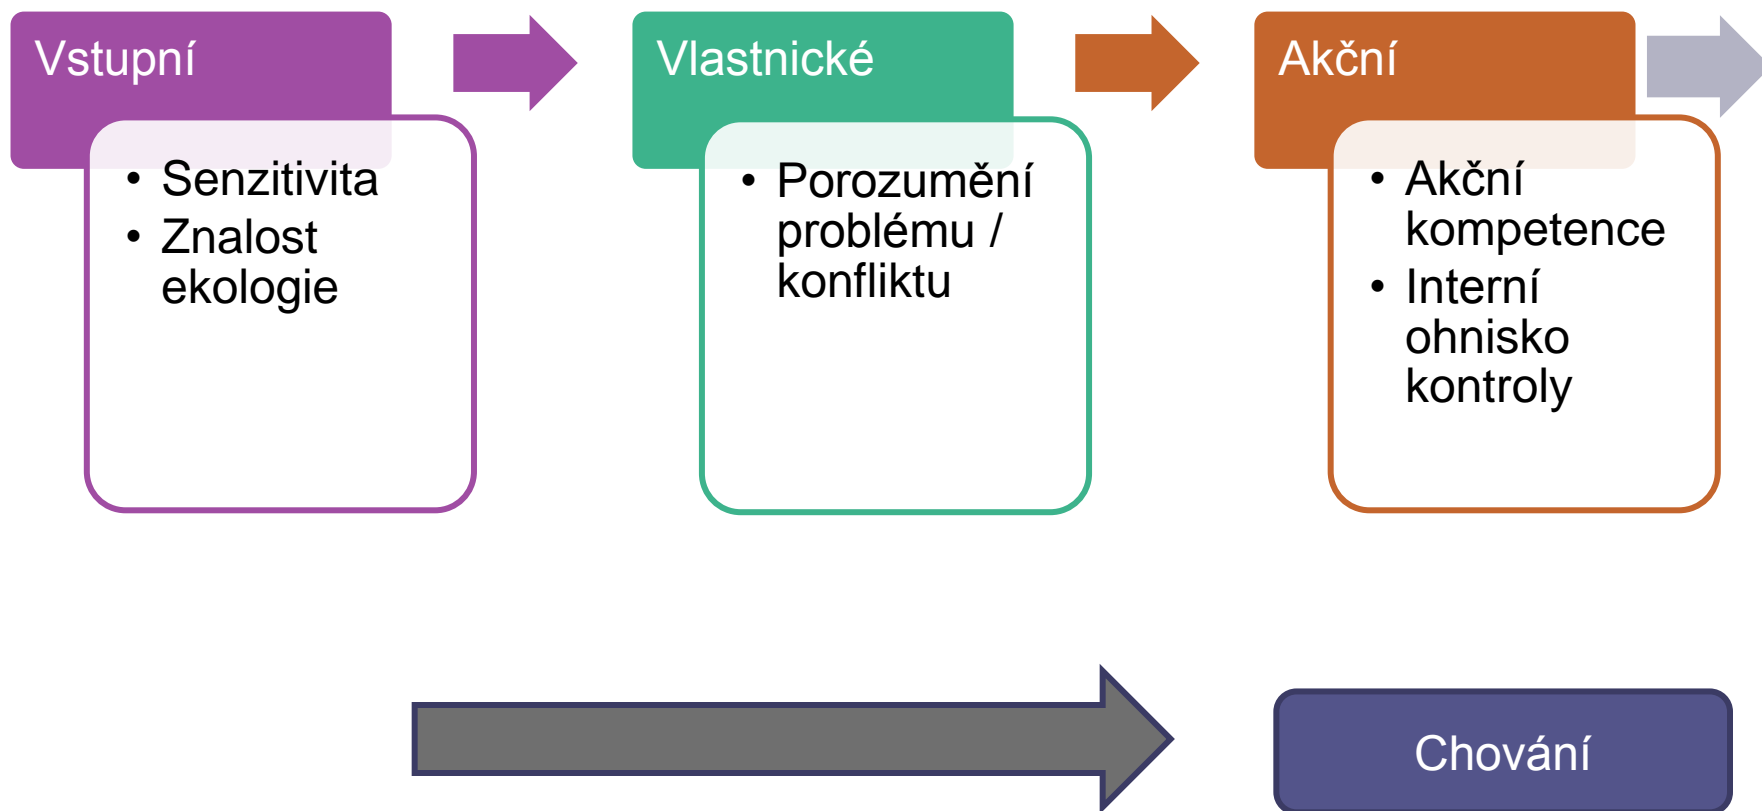 Vstupní
• Senzitivita
• Znalost
ekologie
Vlastnické
• Porozumění
problému /
konfliktu
Akční
• Akční
kompetence
• Interní
ohnisko
kontroly
Chování